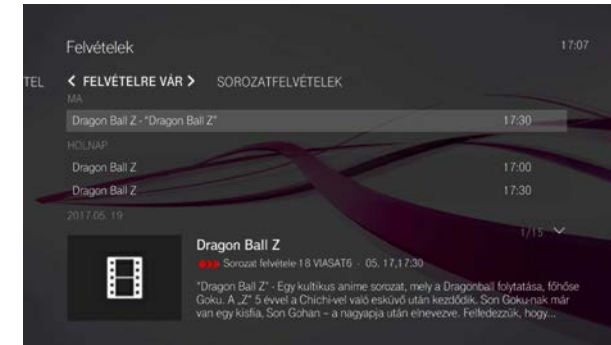 Felvételek 17:07
TEL < FELVÉTELRE VÁR > SOROZATFELVÉTELEK
MA
Dragon Ball Z - "Dragon Ball Z" 17:30
HOLNAP
Dragon Ball Z 17:00
Dragon Ball Z 17:30
2017.05. 19
1/15
Dragon Ball Z
Sorozat felvétele 18 VIASAT6 - 05. 17,17:30
"Dragon Ball Z" - Egy kultikus anime sorozat, mely a Dragonball folytatása, főhőse
Goku. A „Z" 5 évvel a Chichi-vel való esküvő után kezdődik. Son Goku-nak már
van egy kisfia, Son Gohan – a nagyapja után elnevezve. Felfedezzük, hogy...